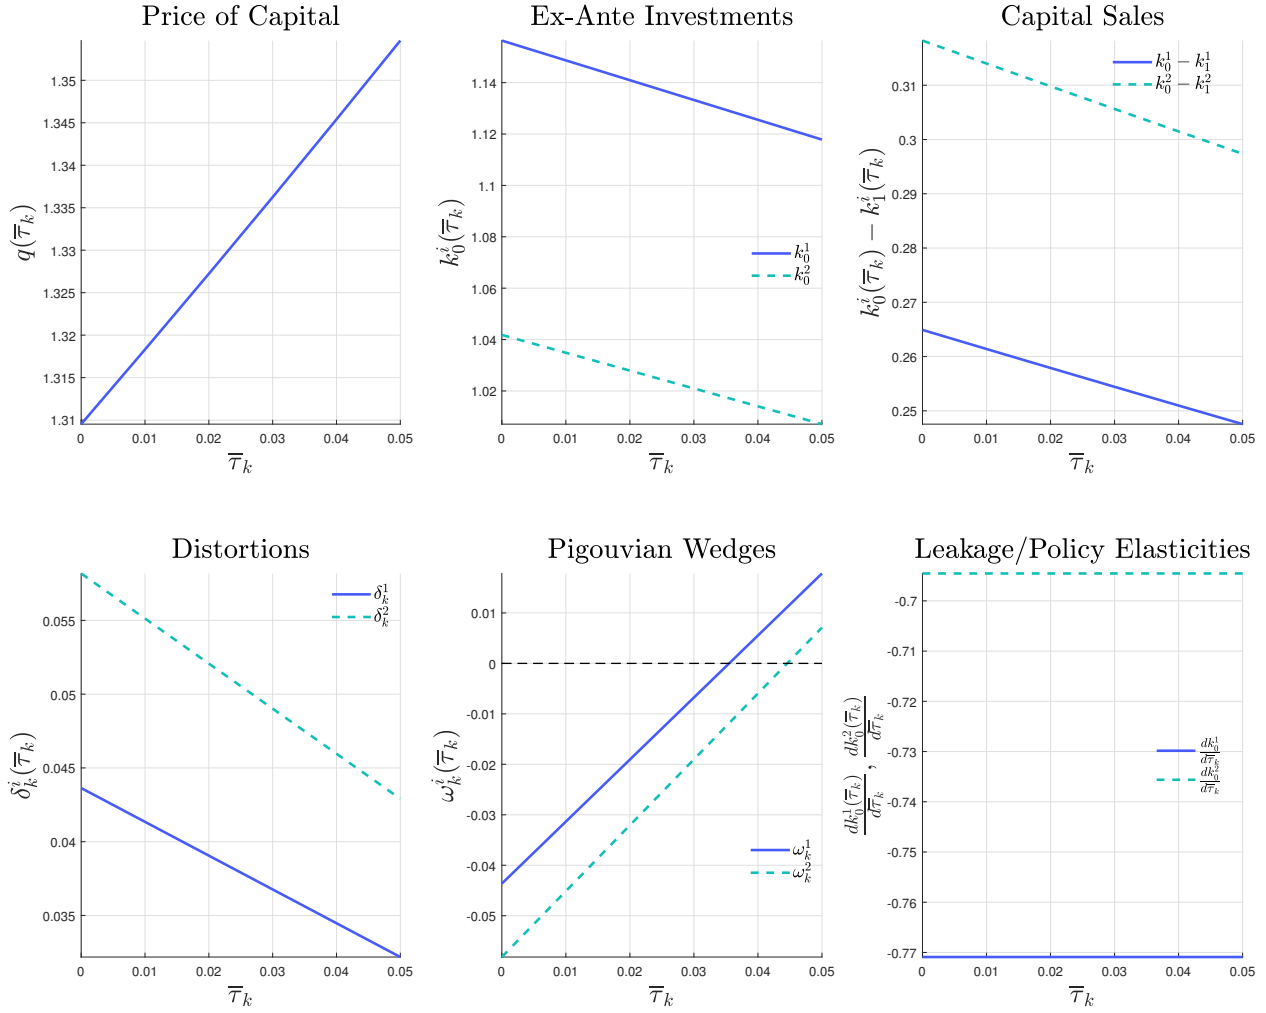 Price of Capital
q(τ̅_k)
1.35
1.345
1.34
1.335
1.33
1.325
1.32
1.315
1.31
0 0.01 0.02 0.03 0.04 0.05
τ̅_k
Ex-Ante Investments
k_0^i(τ̅_k)
1.14
1.12
1.1
1.08
1.06
1.04
1.02
k_0^1
k_0^2
0 0.01 0.02 0.03 0.04 0.05
τ̅_k
Capital Sales
k_0^i(τ̅_k) − k_1^i(τ̅_k)
0.31
0.3
0.29
0.28
0.27
0.26
0.25
k_0^1 − k_1^1
k_0^2 − k_1^2
0 0.01 0.02 0.03 0.04 0.05
τ̅_k
Distortions
δ_k^i(τ̅_k)
0.055
0.05
0.045
0.04
0.035
δ_k^1
δ_k^2
0 0.01 0.02 0.03 0.04 0.05
τ̅_k
Pigouvian Wedges
ω_k^i(τ̅_k)
0.01
0
-0.01
-0.02
-0.03
-0.04
-0.05
ω_k^1
ω_k^2
0 0.01 0.02 0.03 0.04 0.05
τ̅_k
Leakage/Policy Elasticities
dk_0^1(τ̅_k)/dτ̅_k, dk_0^2(τ̅_k)/dτ̅_k
-0.7
-0.71
-0.72
-0.73
-0.74
-0.75
-0.76
-0.77
dk_0^1/dτ̅_k
dk_0^2/dτ̅_k
0 0.01 0.02 0.03 0.04 0.05
τ̅_k